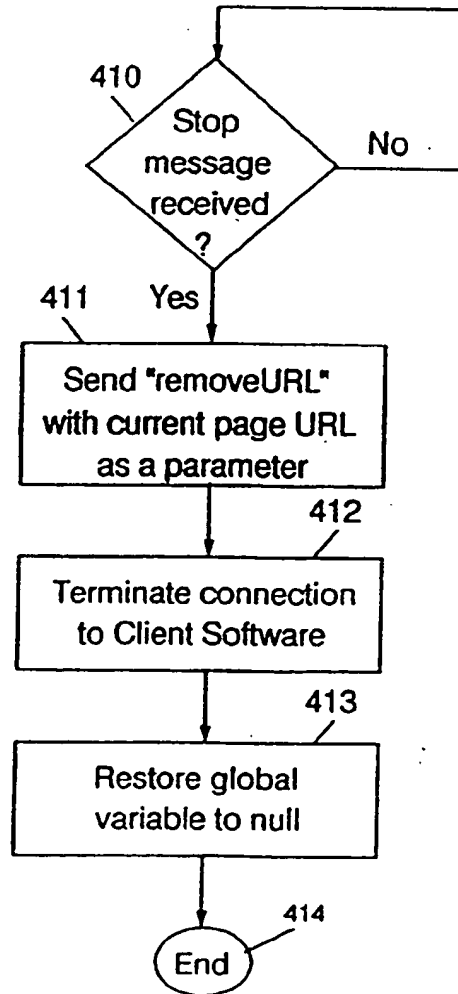 410
Stop
message
received
?
No
Yes
411
Send "removeURL"
with current page URL
as a parameter
412
Terminate connection
to Client Software
413
Restore global
variable to null
414
End